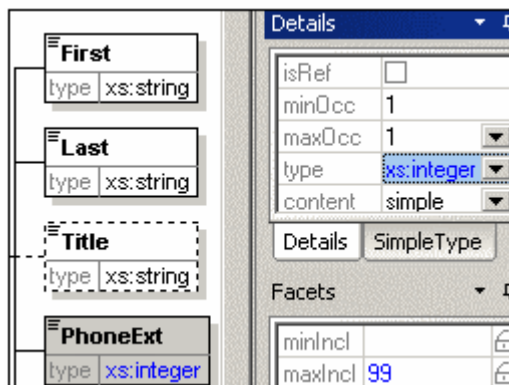 First
type xs:string
Last
type xs:string
Title
type xs:string
PhoneExt
type xs:integer
Details
isRef
minOcc 1
maxOcc 1
type xs:integer
content simple
Details SimpleType
Facets
minIncl
maxIncl 99